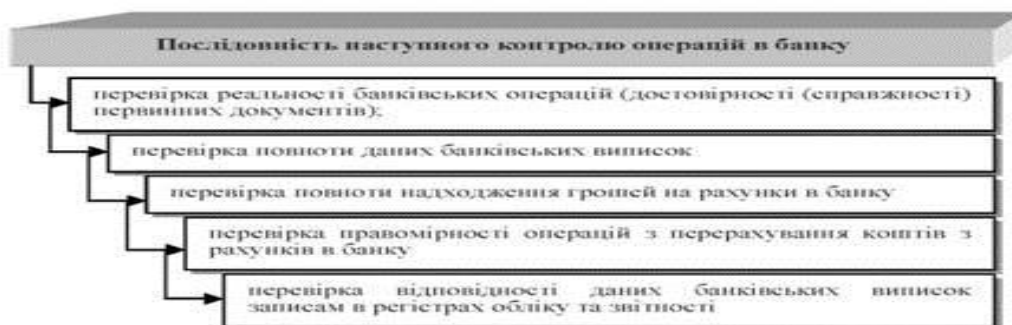 Послідовність наступного контролю операцій в банку
перевірка реальності банківських операцій (достовірності (справжності)
первинних документів);
перевірка повноти даних банківських виписок
перевірка повноти надходження грошей на рахунки в банку
перевірка правомірності операцій з перерахування коштів з
рахунків в банку
перевірка відповідності даних банківських виписок
записам в регістрах обліку та звітності